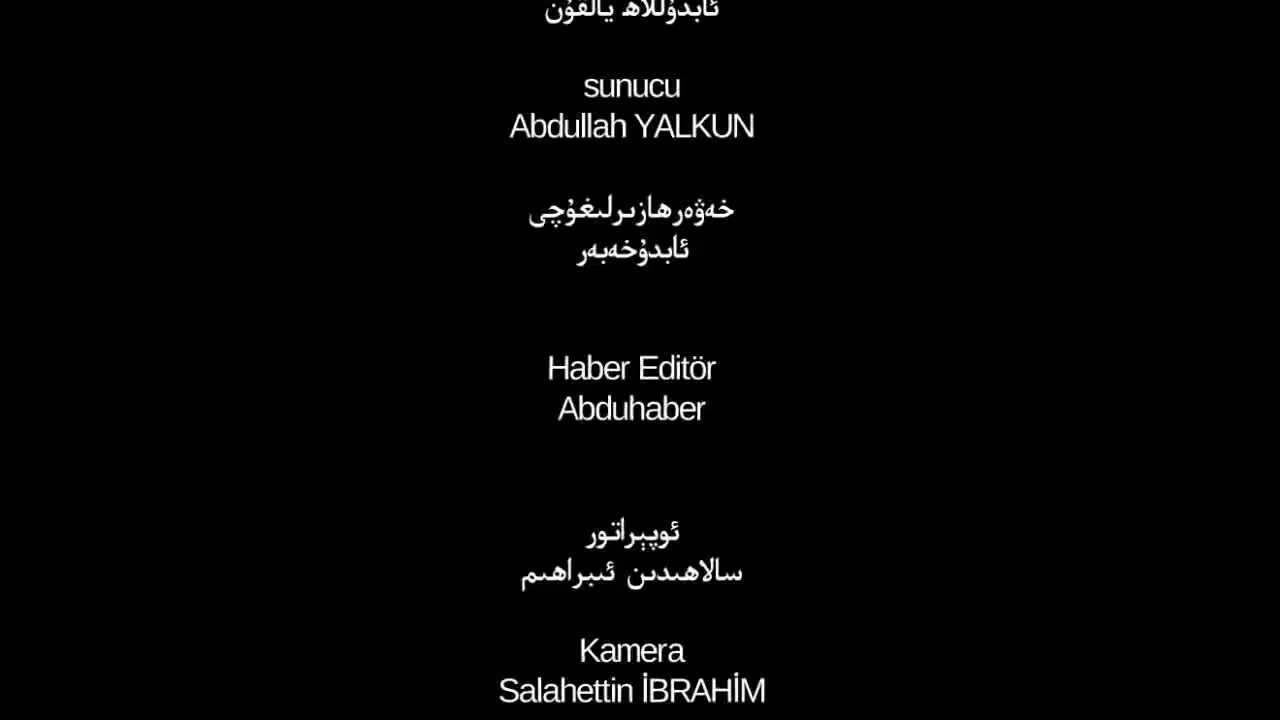 ئابدۇللاھ يالقۇن
sunucu
Abdullah YALKUN
خەۋەرھازىرلىغۇچى
ئابدۇخەبەر
Haber Editör
Abduhaber
ئوپېراتور
سالاھىدىن ئىبراھىم
Kamera
Salahettin İBRAHİM